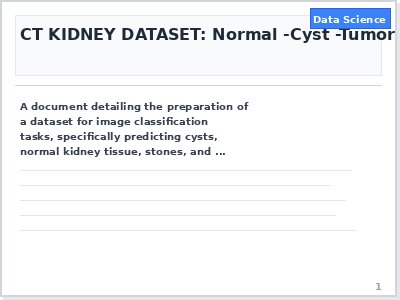 Data Science
CT KIDNEY DATASET: Normal -Cyst -Tumor
A document detailing the preparation of
a dataset for image classification
tasks, specifically predicting cysts,
normal kidney tissue, stones, and ...
1